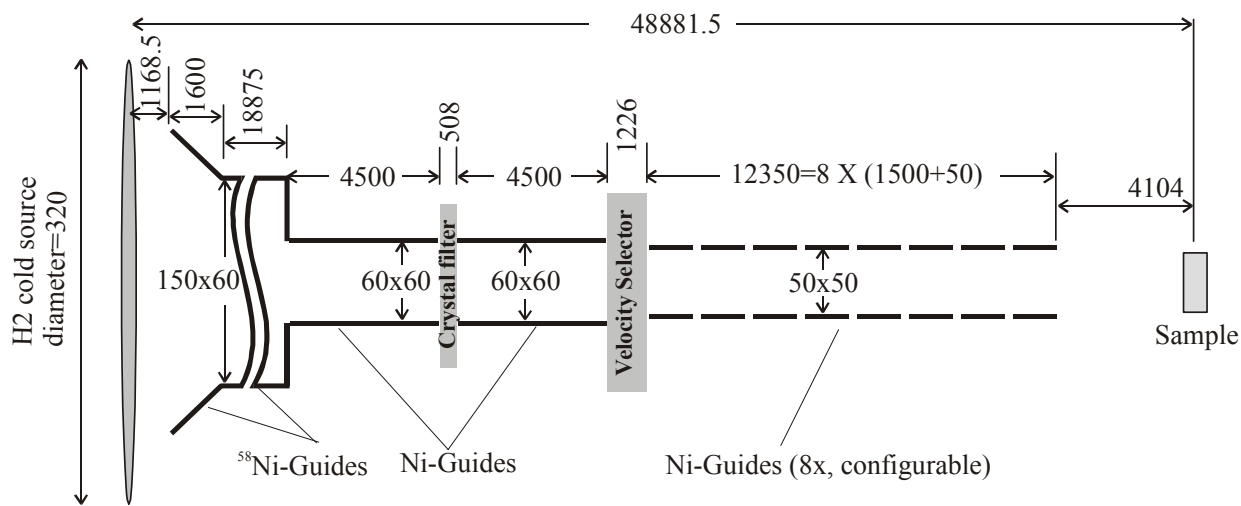 48881.5
1168.5
1600
18875
508
1226
4500
4500
12350=8 X (1500+50)
4104
H2 cold source
diameter=320
150x60
60x60
Crystal filter
60x60
Velocity Selector
50x50
Sample
⁵⁸Ni-Guides
Ni-Guides
Ni-Guides (8x, configurable)